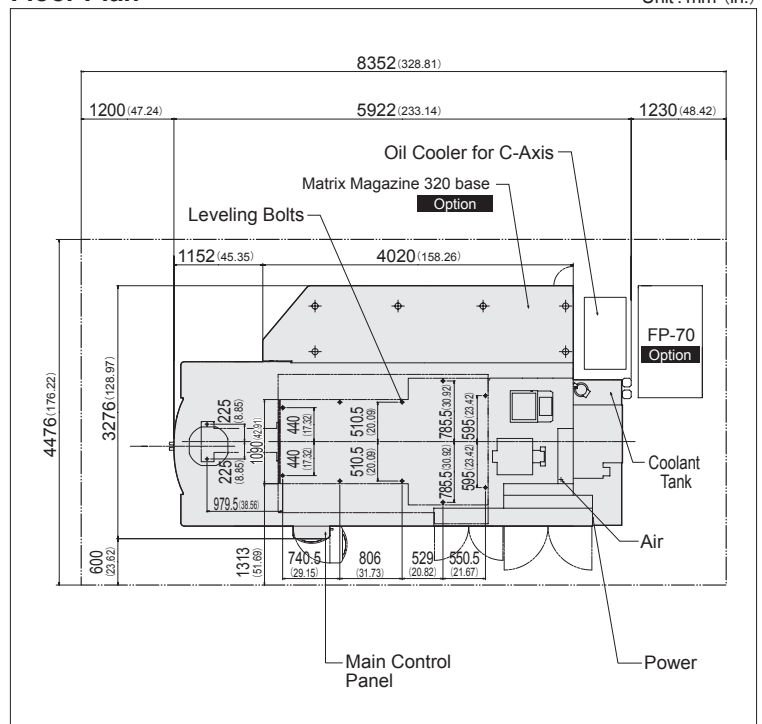 Floor Plan
Unit : mm (in.)
8352 (328.81)
1200 (47.24)
5922 (233.14)
1230 (48.42)
Oil Cooler for C-Axis
Matrix Magazine 320 base
Option
Leveling Bolts
1152 (45.35)
4020 (158.26)
FP-70
Option
4476 (176.22)
3276 (128.97)
225
(8.85)
225
(8.85)
1090 (42.91)
440
(17.32)
440
(17.32)
510.5
(20.09)
510.5
(20.09)
785.5 (30.92)
785.5 (30.92)
595 (23.42)
595 (23.42)
979.5 (38.56)
Coolant
Tank
Air
600
(23.62)
1313
(51.69)
740.5
(29.15)
806
(31.73)
529
(20.82)
550.5
(21.67)
Main Control
Panel
Power